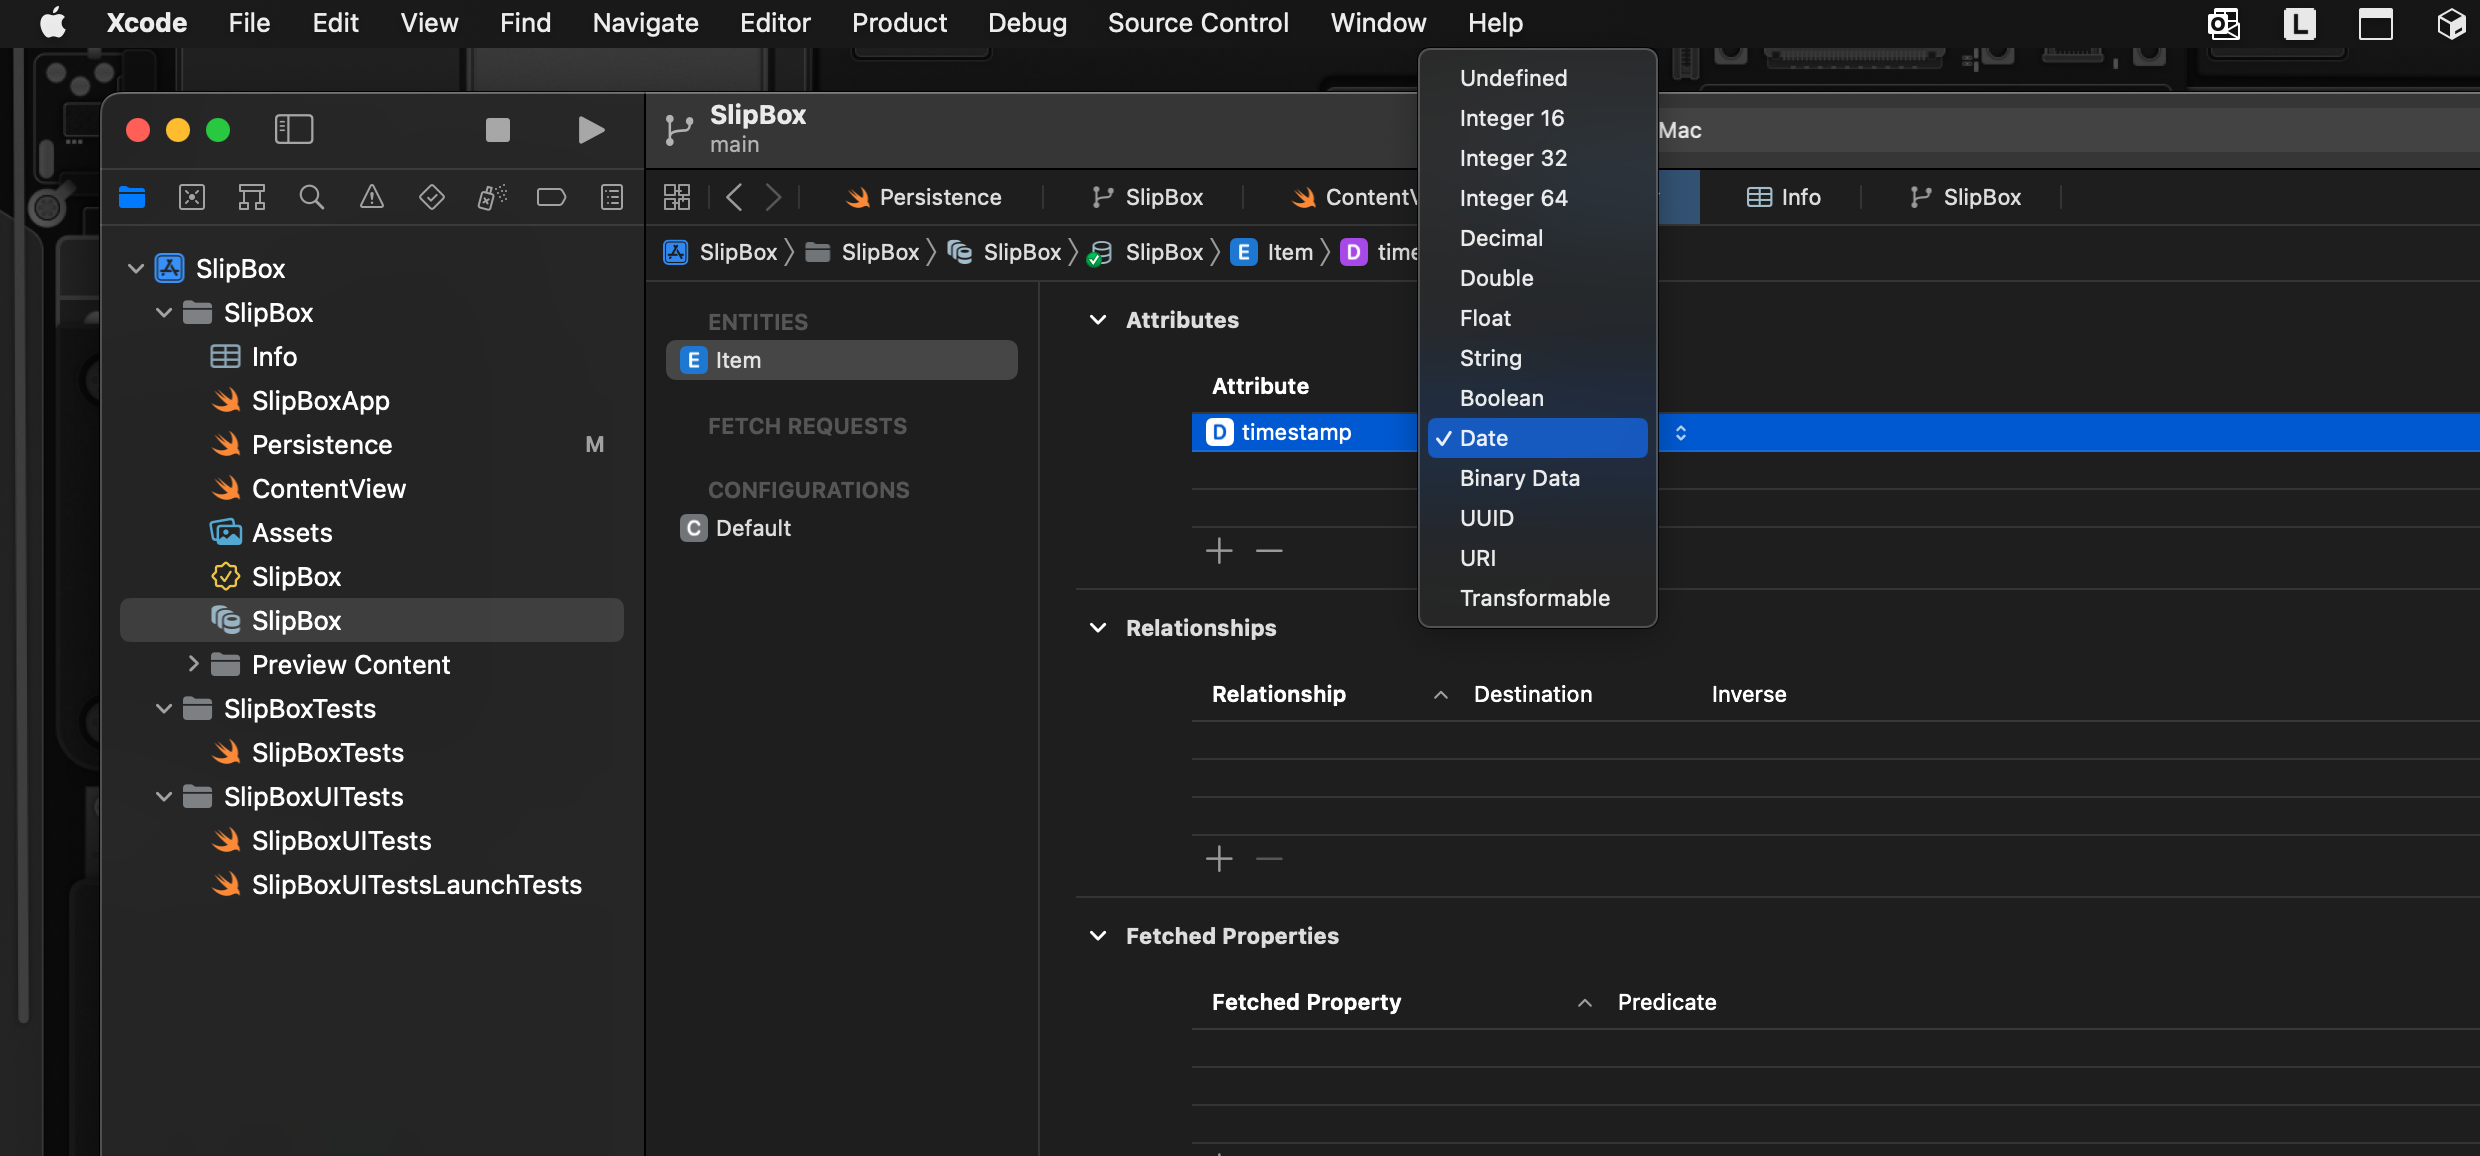 Xcode File Edit View Find Navigate Editor Product Debug Source Control Window Help
L
SlipBox
main
Mac
Persistence SlipBox ContentV Info SlipBox
SlipBox SlipBox SlipBox SlipBox E Item D time
SlipBox
SlipBox
Info
SlipBoxApp
Persistence M
ContentView
Assets
SlipBox
SlipBox
Preview Content
SlipBoxTests
SlipBoxTests
SlipBoxUITests
SlipBoxUITests
SlipBoxUITestsLaunchTests
ENTITIES
E Item
FETCH REQUESTS
CONFIGURATIONS
C Default
Attributes
Attribute
D timestamp
Undefined
Integer 16
Integer 32
Integer 64
Decimal
Double
Float
String
Boolean
✓ Date
Binary Data
UUID
URI
Transformable
Relationships
Relationship Destination Inverse
Fetched Properties
Fetched Property Predicate